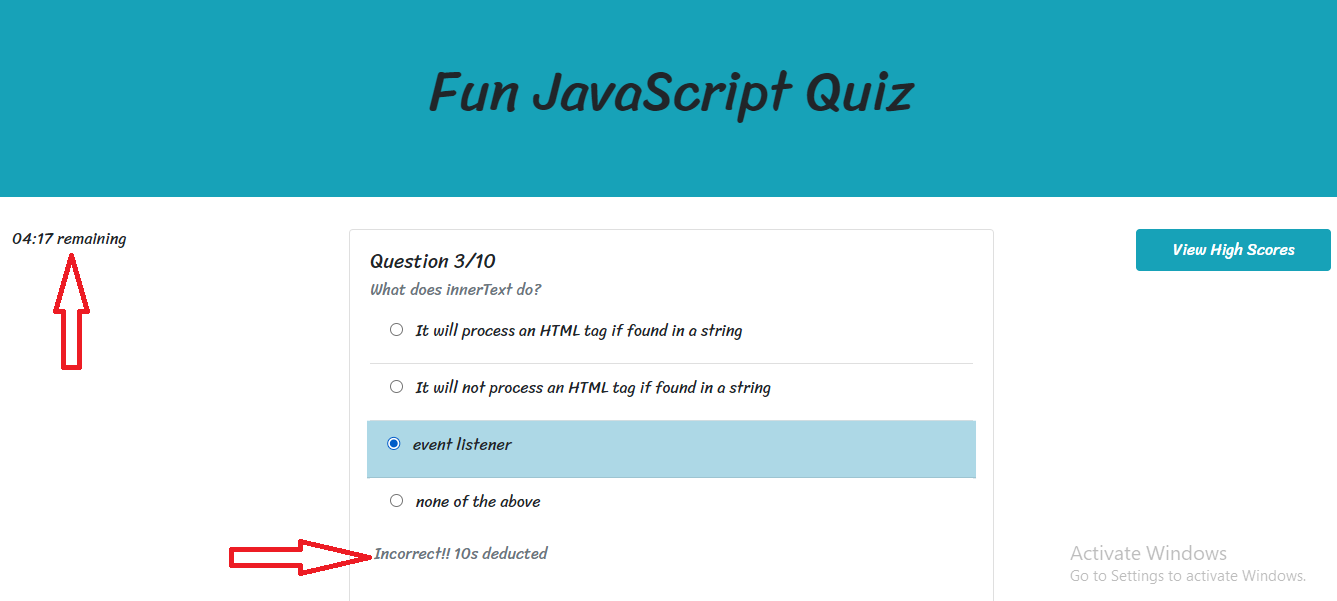 Fun JavaScript Quiz
04:17 remaining
View High Scores
Question 3/10
What does innerText do?
It will process an HTML tag if found in a string
It will not process an HTML tag if found in a string
event listener
none of the above
Incorrect!! 10s deducted
Activate Windows
Go to Settings to activate Windows.